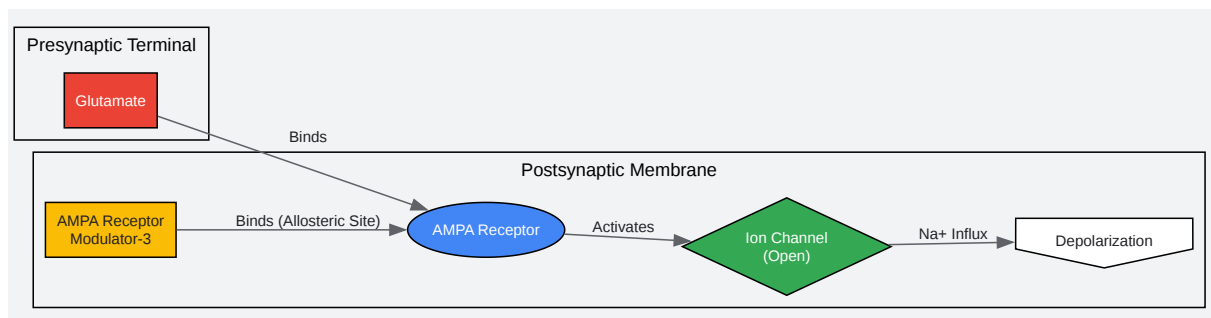 Presynaptic Terminal
Glutamate
Binds
Postsynaptic Membrane
AMPA Receptor
Modulator-3
Binds (Allosteric Site)
AMPA Receptor
Activates
Ion Channel
(Open)
Na+ Influx
Depolarization